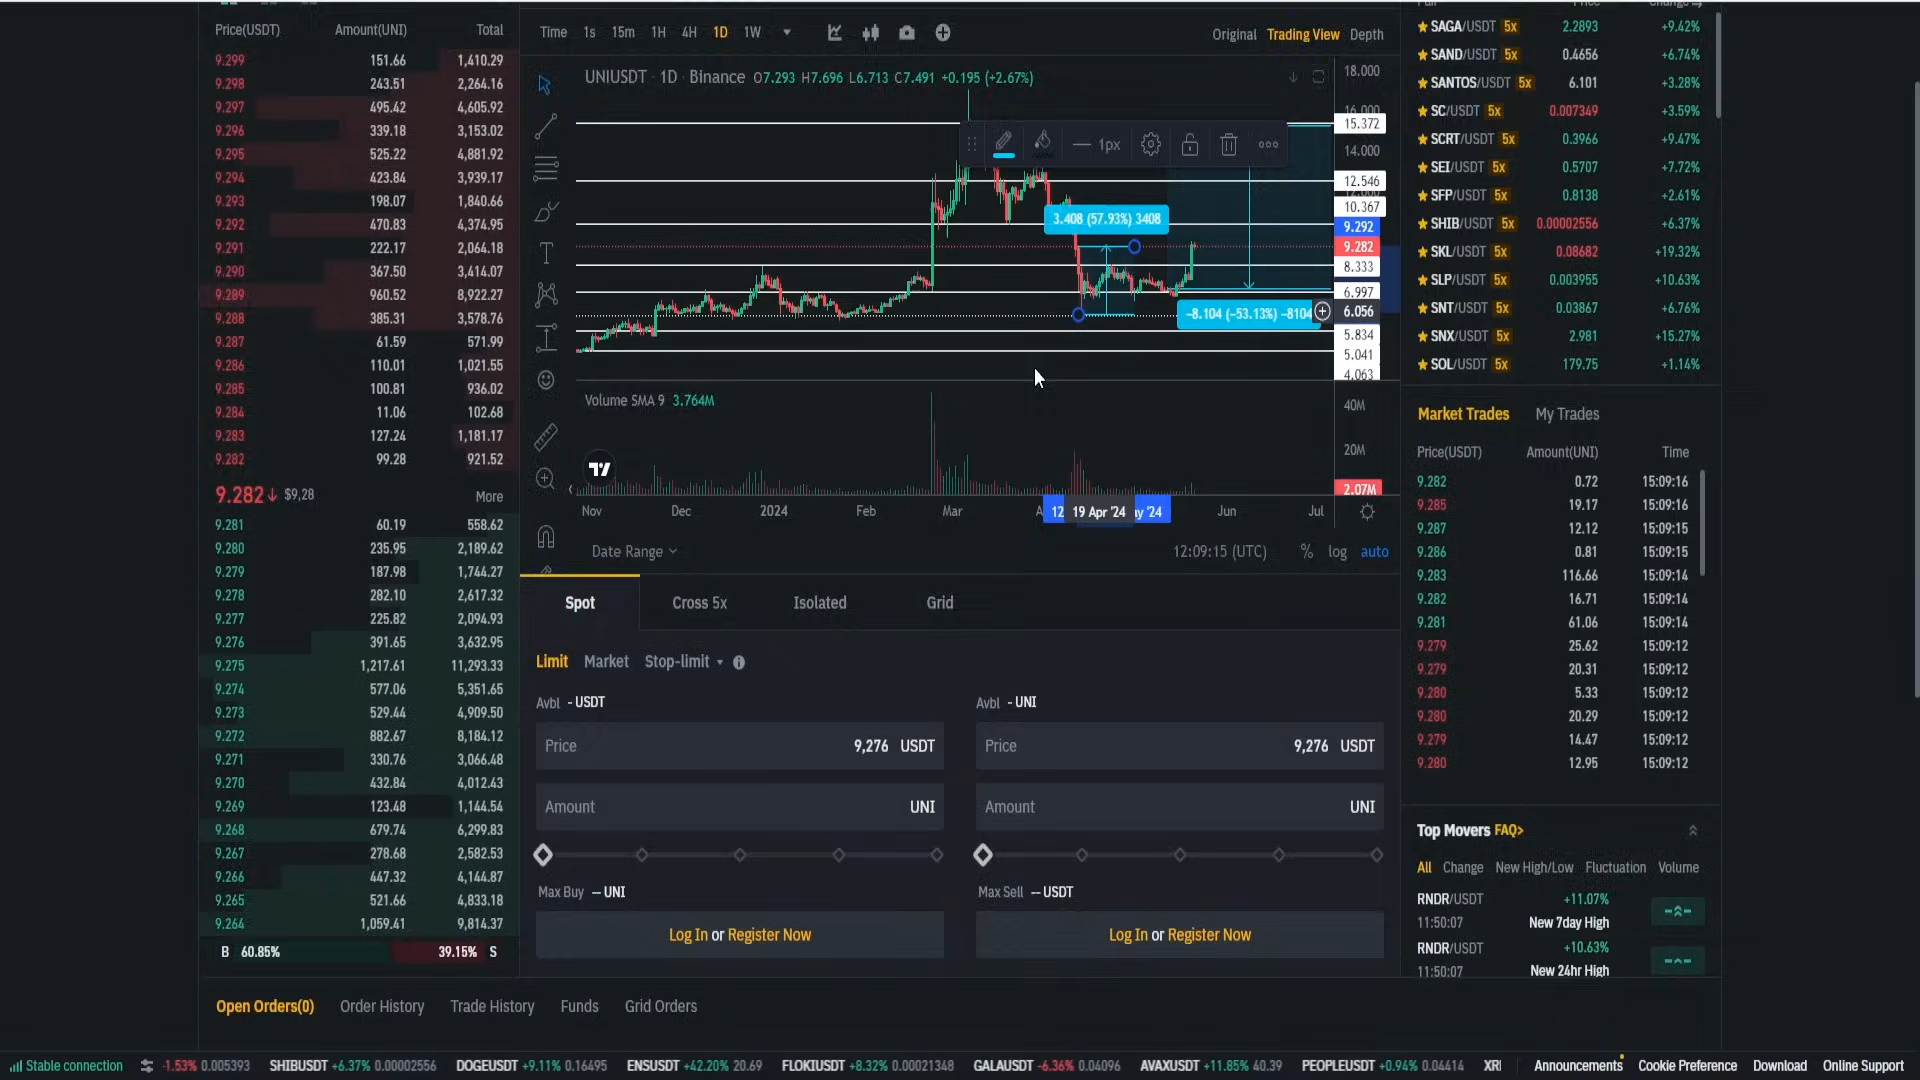 Price(USDT) Amount(UNI) Total
9.299 151.66 1,410.29
9.298 243.51 2,264.16
9.297 495.42 4,605.92
9.296 339.18 3,153.02
9.295 525.22 4,881.92
9.294 423.84 3,939.17
9.293 198.07 1,840.66
9.292 470.83 4,374.95
9.291 222.17 2,064.18
9.290 367.50 3,414.07
9.289 960.52 8,922.27
9.288 385.31 3,578.76
9.287 61.59 571.99
9.286 110.01 1,021.55
9.285 100.81 936.02
9.284 11.06 102.68
9.283 127.24 1,181.17
9.282 99.28 921.52
9.282↓ $9,28 More
9.281 60.19 558.62
9.280 235.95 2,189.62
9.279 187.98 1,744.27
9.278 282.10 2,617.32
9.277 225.82 2,094.93
9.276 391.65 3,632.95
9.275 1,217.61 11,293.33
9.274 577.06 5,351.65
9.273 529.44 4,909.50
9.272 882.67 8,184.12
9.271 330.76 3,066.48
9.270 432.84 4,012.43
9.269 123.48 1,144.54
9.268 679.74 6,299.83
9.267 278.68 2,582.53
9.266 447.32 4,144.87
9.265 521.66 4,833.18
9.264 1,059.41 9,814.37
B 60.85% 39.15% S
Time 1s 15m 1H 4H 1D 1W
Original Trading View Depth
UNIUSDT · 1D · Binance O7.293 H7.696 L6.713 C7.491 +0.195 (+2.67%)
1px
3.408 (57.93%) 3408
−8.104 (−53.13%) −8104
18.000
16.000
15.372
14.000
12.546
10.367
9.292
9.282
8.333
6.997
6.056
5.834
5.041
4.063
Volume SMA 9 3.764M
40M
20M
2.07M
Nov Dec 2024 Feb Mar 12 19 Apr '24 '24 Jun Jul
Date Range 12:09:15 (UTC) % log auto
Spot Cross 5x Isolated Grid
Limit Market Stop-limit
Avbl - USDT Avbl - UNI
Price 9,276 USDT Price 9,276 USDT
Amount UNI Amount UNI
Max Buy -- UNI Max Sell -- USDT
Log In or Register Now Log In or Register Now
Pair Price Change
SAGA/USDT 5x 2.2893 +9.42%
SAND/USDT 5x 0.4656 +6.74%
SANTOS/USDT 5x 6.101 +3.28%
SC/USDT 5x 0.007349 +3.59%
SCRT/USDT 5x 0.3966 +9.47%
SEI/USDT 5x 0.5707 +7.72%
SFP/USDT 5x 0.8138 +2.61%
SHIB/USDT 5x 0.00002556 +6.37%
SKL/USDT 5x 0.08682 +19.32%
SLP/USDT 5x 0.003955 +10.63%
SNT/USDT 5x 0.03867 +6.76%
SNX/USDT 5x 2.981 +15.27%
SOL/USDT 5x 179.75 +1.14%
Market Trades My Trades
Price(USDT) Amount(UNI) Time
9.282 0.72 15:09:16
9.285 19.17 15:09:16
9.287 12.12 15:09:15
9.286 0.81 15:09:15
9.283 116.66 15:09:14
9.282 16.71 15:09:14
9.281 61.06 15:09:14
9.279 25.62 15:09:12
9.279 20.31 15:09:12
9.280 5.33 15:09:12
9.280 20.29 15:09:12
9.279 14.47 15:09:12
9.280 12.95 15:09:12
Top Movers FAQ>
All Change New High/Low Fluctuation Volume
RNDR/USDT +11.07%
11:50:07 New 7day High
RNDR/USDT +10.63%
11:50:07 New 24hr High
Open Orders(0) Order History Trade History Funds Grid Orders
Stable connection -1.53% 0.005393 SHIBUSDT +6.37% 0.00002556 DOGEUSDT +9.11% 0.16495 ENSUSDT +42.20% 20.69 FLOKIUSDT +8.32% 0.00021348 GALAUSDT -6.36% 0.04096 AVAXUSDT +11.85% 40.39 PEOPLEUSDT +0.94% 0.04414 XRI Announcements Cookie Preference Download Online Support